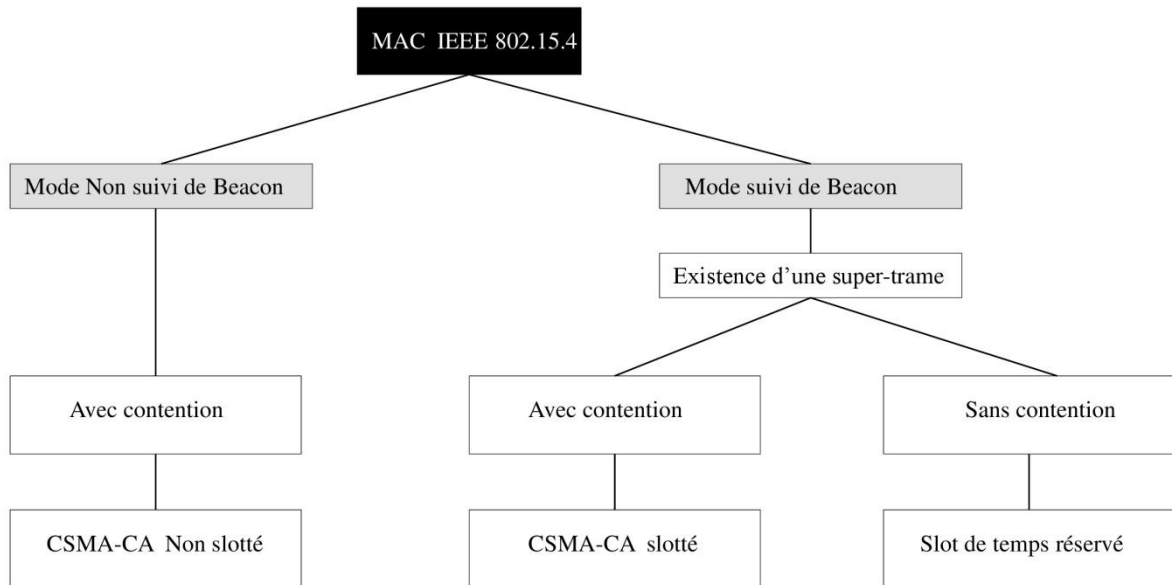 MAC IEEE 802.15.4
Mode Non suivi de Beacon
Mode suivi de Beacon
Existence d'une super-trame
Avec contention
Avec contention
Sans contention
CSMA-CA Non slotté
CSMA-CA slotté
Slot de temps réservé